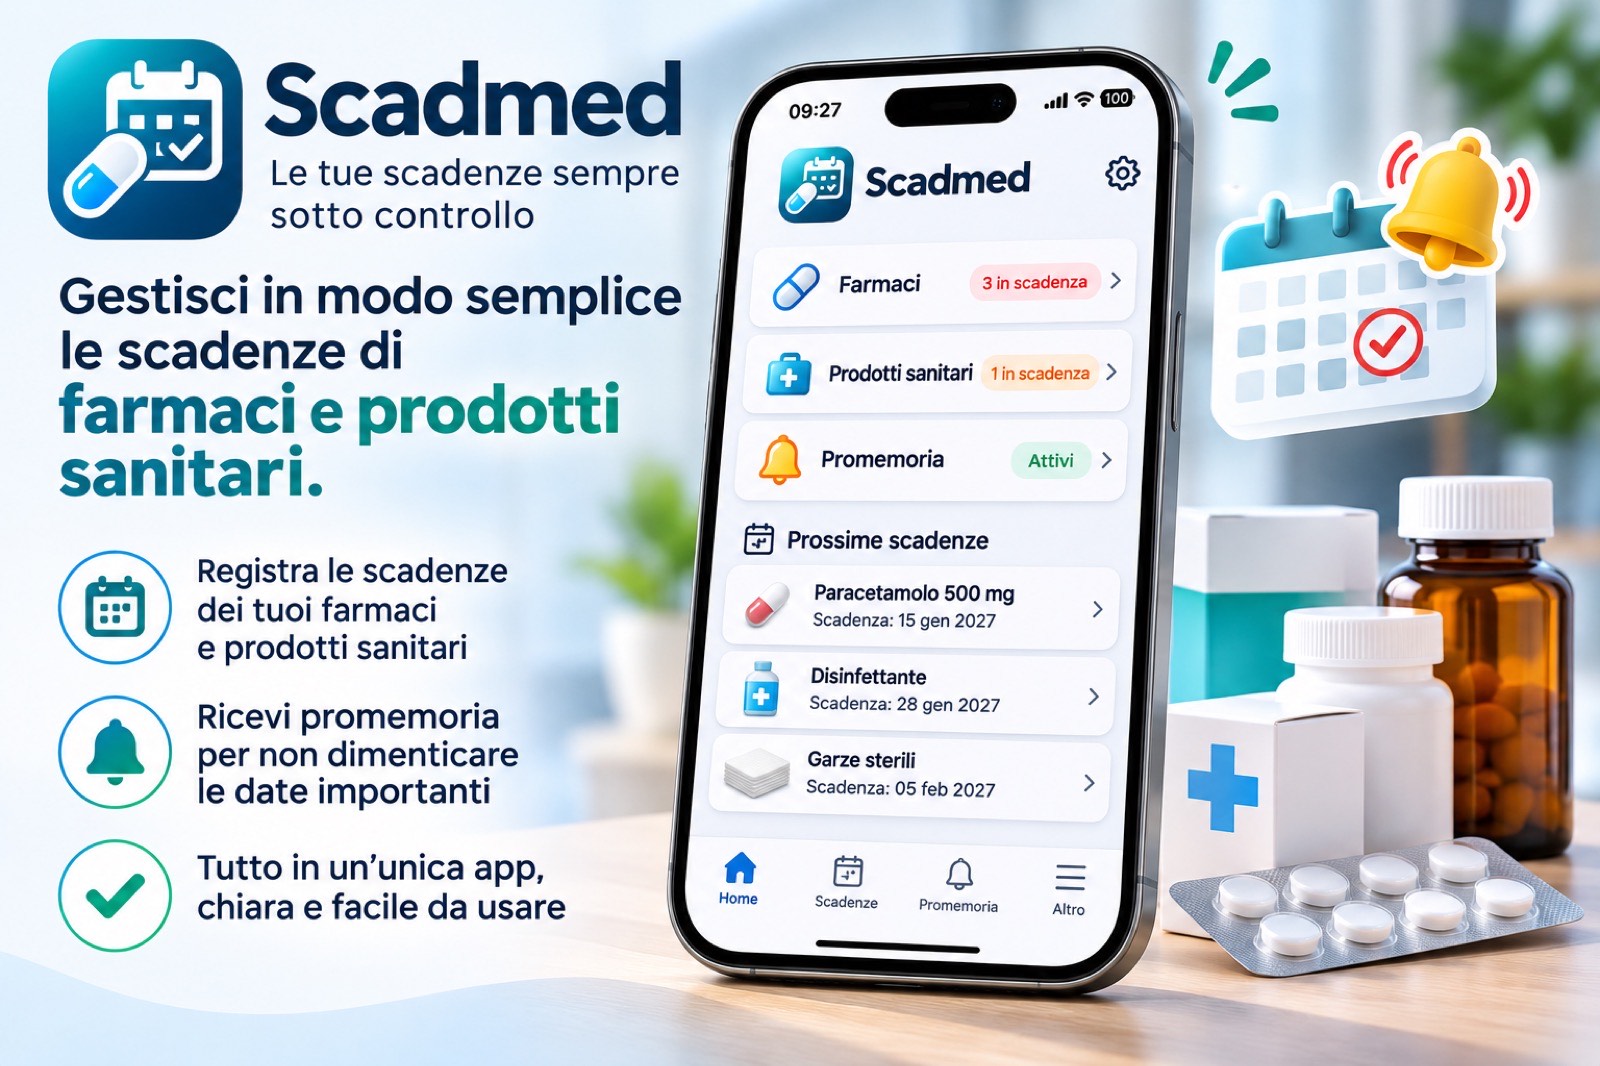 Scadmed
Le tue scadenze sempre
sotto controllo
Gestisci in modo semplice
le scadenze di
farmaci e prodotti
sanitari.
Registra le scadenze
dei tuoi farmaci
e prodotti sanitari
Ricevi promemoria
per non dimenticare
le date importanti
Tutto in un’unica app,
chiara e facile da usare
09:27
100
Scadmed
Farmaci
3 in scadenza
Prodotti sanitari
1 in scadenza
Promemoria
Attivi
Prossime scadenze
Paracetamolo 500 mg
Scadenza: 15 gen 2027
Disinfettante
Scadenza: 28 gen 2027
Garze sterili
Scadenza: 05 feb 2027
Home
Scadenze
Promemoria
Altro